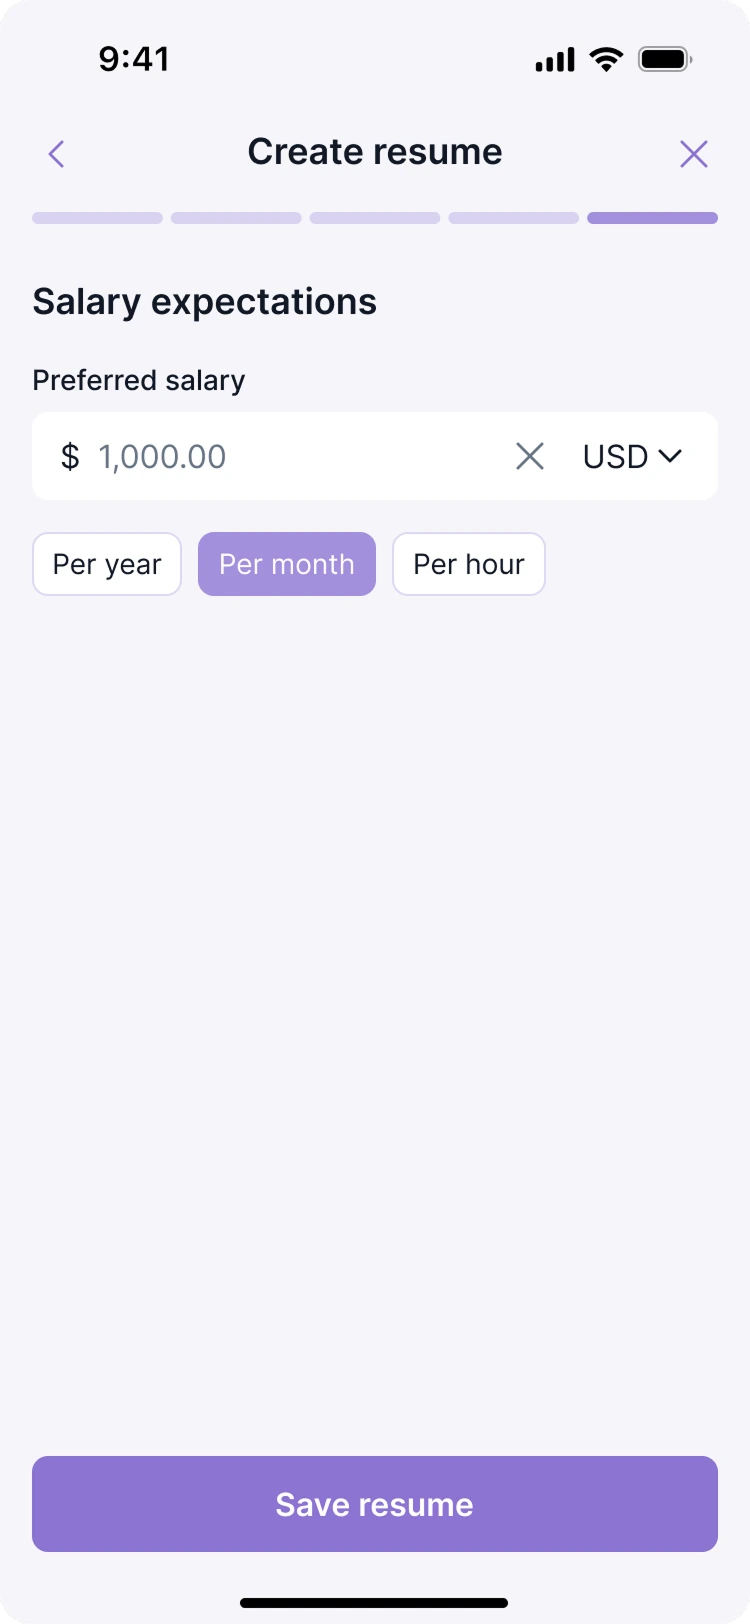 9:41
Create resume
Salary expectations
Preferred salary
$ 1,000.00 USD
Per year Per month Per hour
Save resume